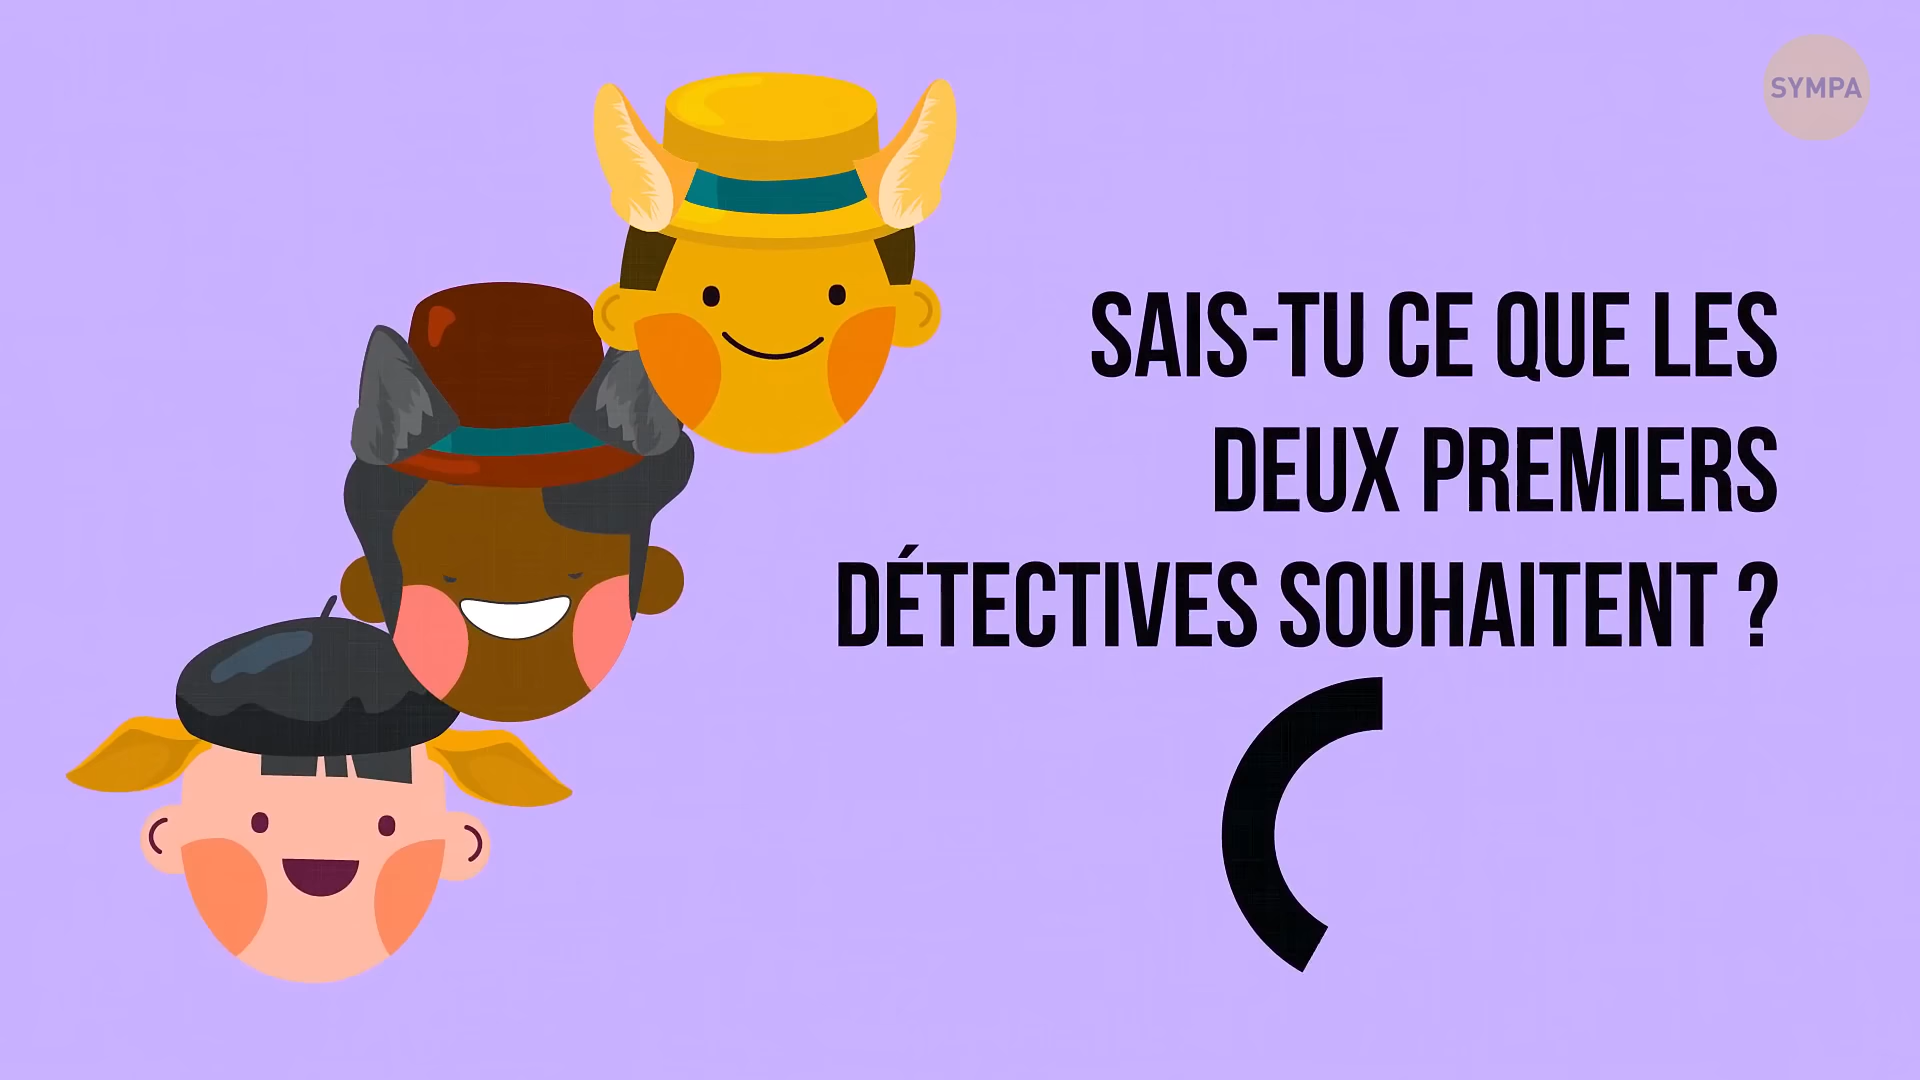 SYMPA
SAIS-TU CE QUE LES
DEUX PREMIERS
DÉTECTIVES SOUHAITENT ?